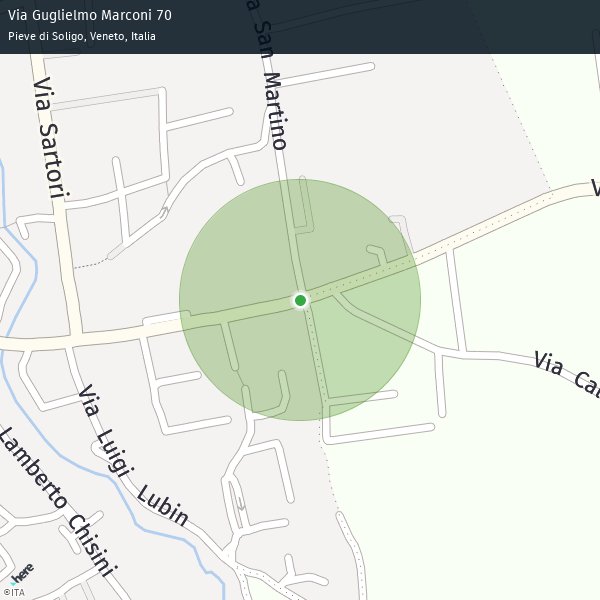 Via Guglielmo Marconi 70
Pieve di Soligo, Veneto, Italia
San Martino
Via Sartori
Via Luigi Lubin
Lamberto Chisini
Via
here
©ITA